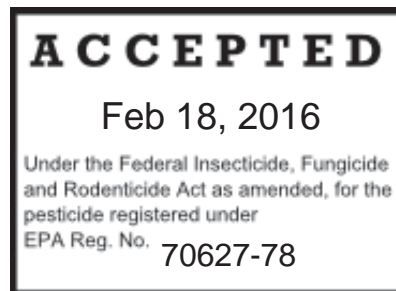 ACCEPTED
Feb 18, 2016
Under the Federal Insecticide, Fungicide
and Rodenticide Act as amended, for the
pesticide registered under
EPA Reg. No. 70627-78